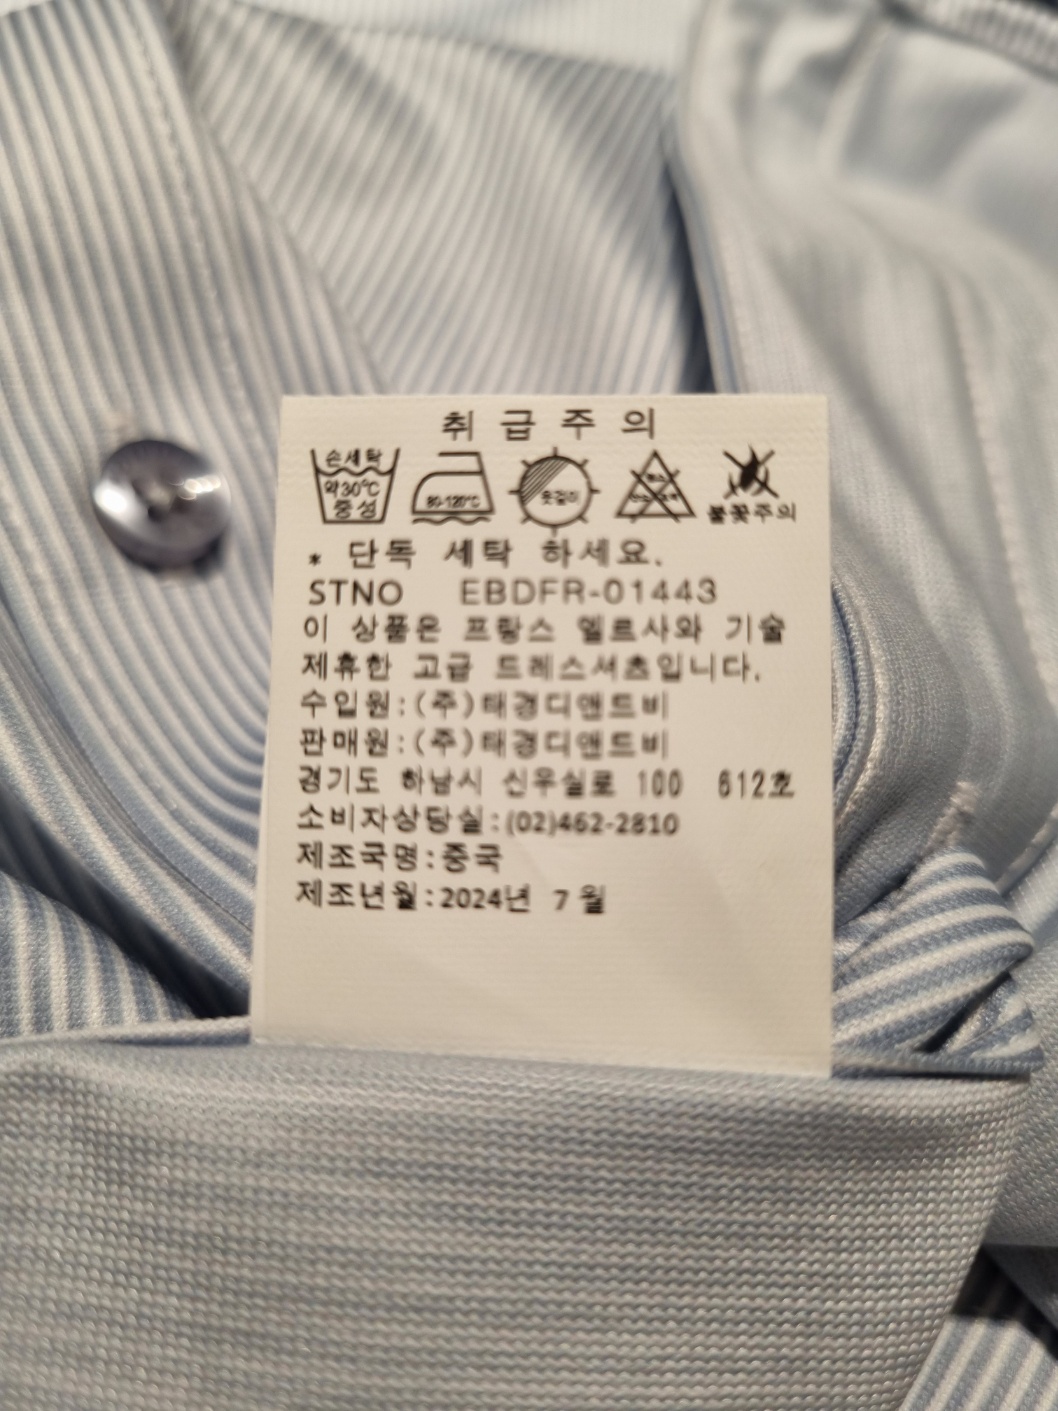 취급주의
손세탁
약30℃
중성
80-120℃
옷걸이
불꽃주의
* 단독 세탁 하세요.
STNO EBDFR-01443
이 상품은 프랑스 엘르사와 기술
제휴한 고급 드레스셔츠입니다.
수입원:(주)태경디앤드비
판매원:(주)태경디앤드비
경기도 하남시 신우실로 100 612호
소비자상담실:(02)462-2810
제조국명:중국
제조년월:2024년 7월